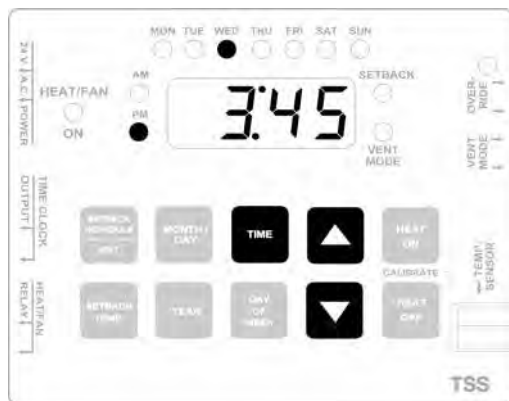 MON TUE WED THU FRI SAT SUN
24 V A.C. POWER
HEAT/FAN
ON
AM
PM
3:45
SETBACK
VENT
MODE
OVER-
RIDE
VENT
MODE
TIME CLOCK
OUTPUT
MONTH/
DAY
TIME
HEAT
ON
CALIBRATE
TEMP.
SENSOR
HEAT/FAN
RELAY
SETBACK
TEMP
YEAR
DAY
OF
WEEK
HEAT
OFF
TSS